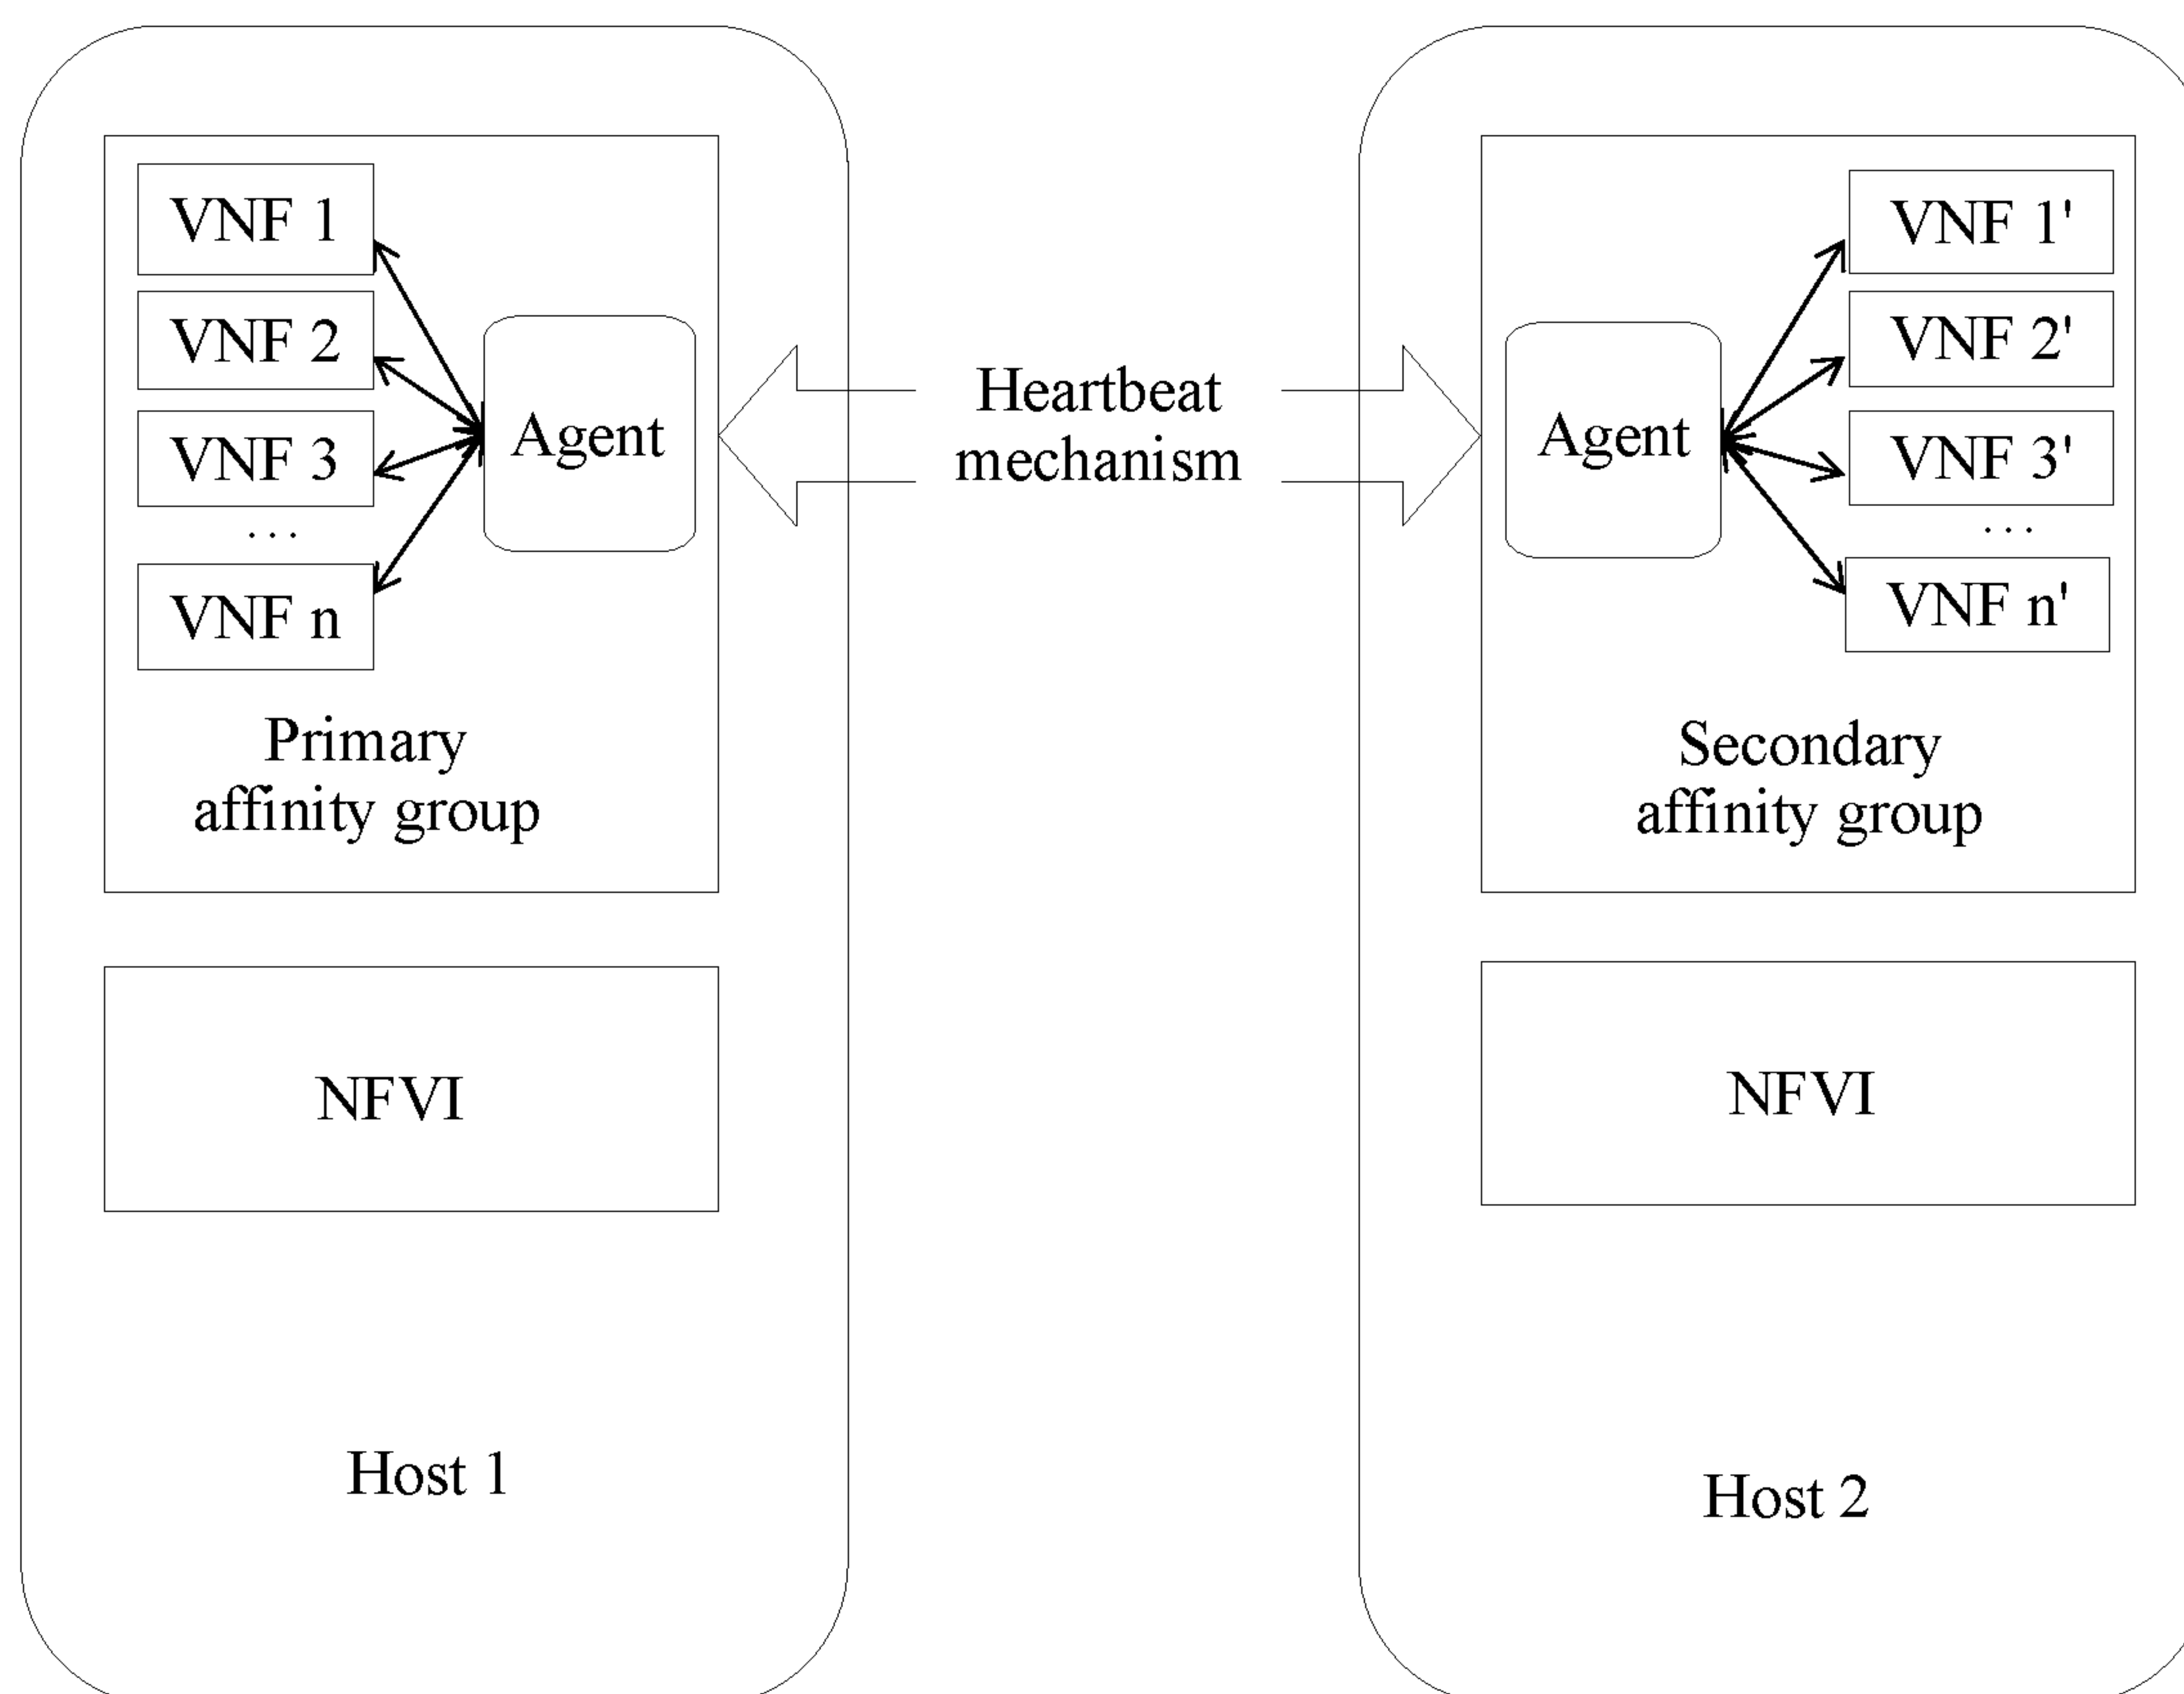 VNF 1
VNF 2
VNF 3
...
VNF n
Agent
Primary
affinity group
NFVI
Host 1
Heartbeat
mechanism
Agent
VNF 1'
VNF 2'
VNF 3'
...
VNF n'
Secondary
affinity group
NFVI
Host 2